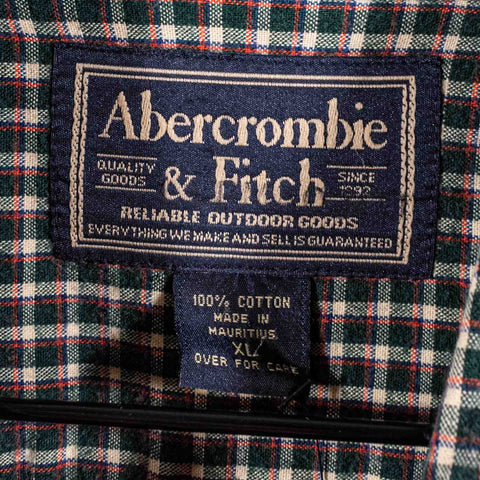 Abercrombie
QUALITY GOODS & Fitch SINCE 1892
RELIABLE OUTDOOR GOODS
EVERYTHING WE MAKE AND SELL IS GUARANTEED
100% COTTON
MADE IN
MAURITIUS
XL
OVER FOR CARE